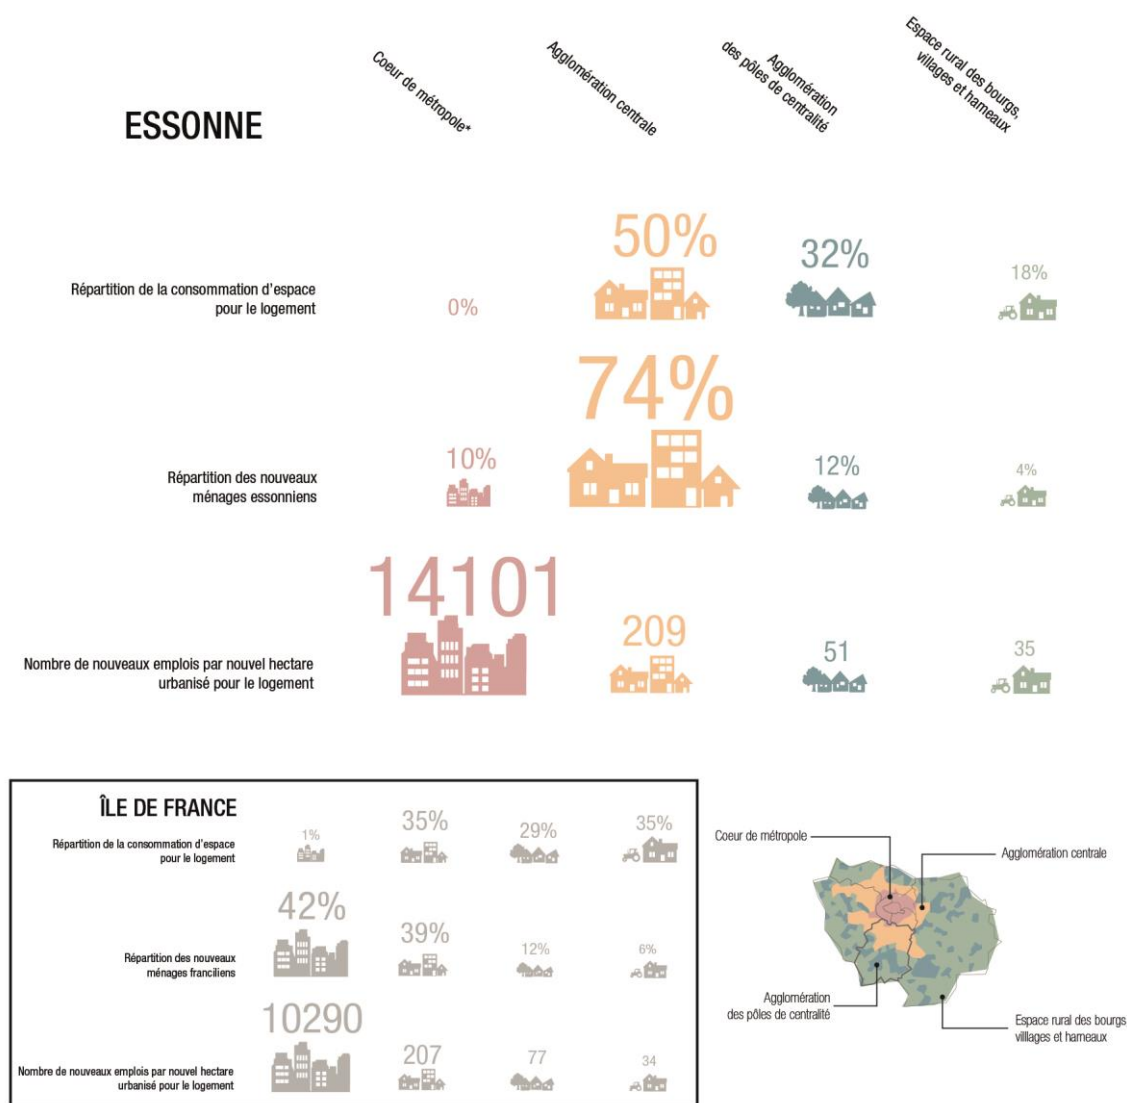 ESSONNE
Coeur de métropole*
Agglomération centrale
Agglomération
des pôles de centralité
Espace rural des bourgs,
villages et hameaux
Répartition de la consommation d'espace
pour le logement
0%
50%
32%
18%
Répartition des nouveaux
ménages essonniens
10%
74%
12%
4%
Nombre de nouveaux emplois par nouvel hectare
urbanisé pour le logement
14101
209
51
35
ÎLE DE FRANCE
Répartition de la consommation d'espace
pour le logement
1%
35%
29%
35%
Répartition des nouveaux
ménages franciliens
42%
39%
12%
6%
Nombre de nouveaux emplois par nouvel hectare
urbanisé pour le logement
10290
207
77
34
Coeur de métropole
Agglomération centrale
Agglomération
des pôles de centralité
Espace rural des bourgs
villlages et hameaux